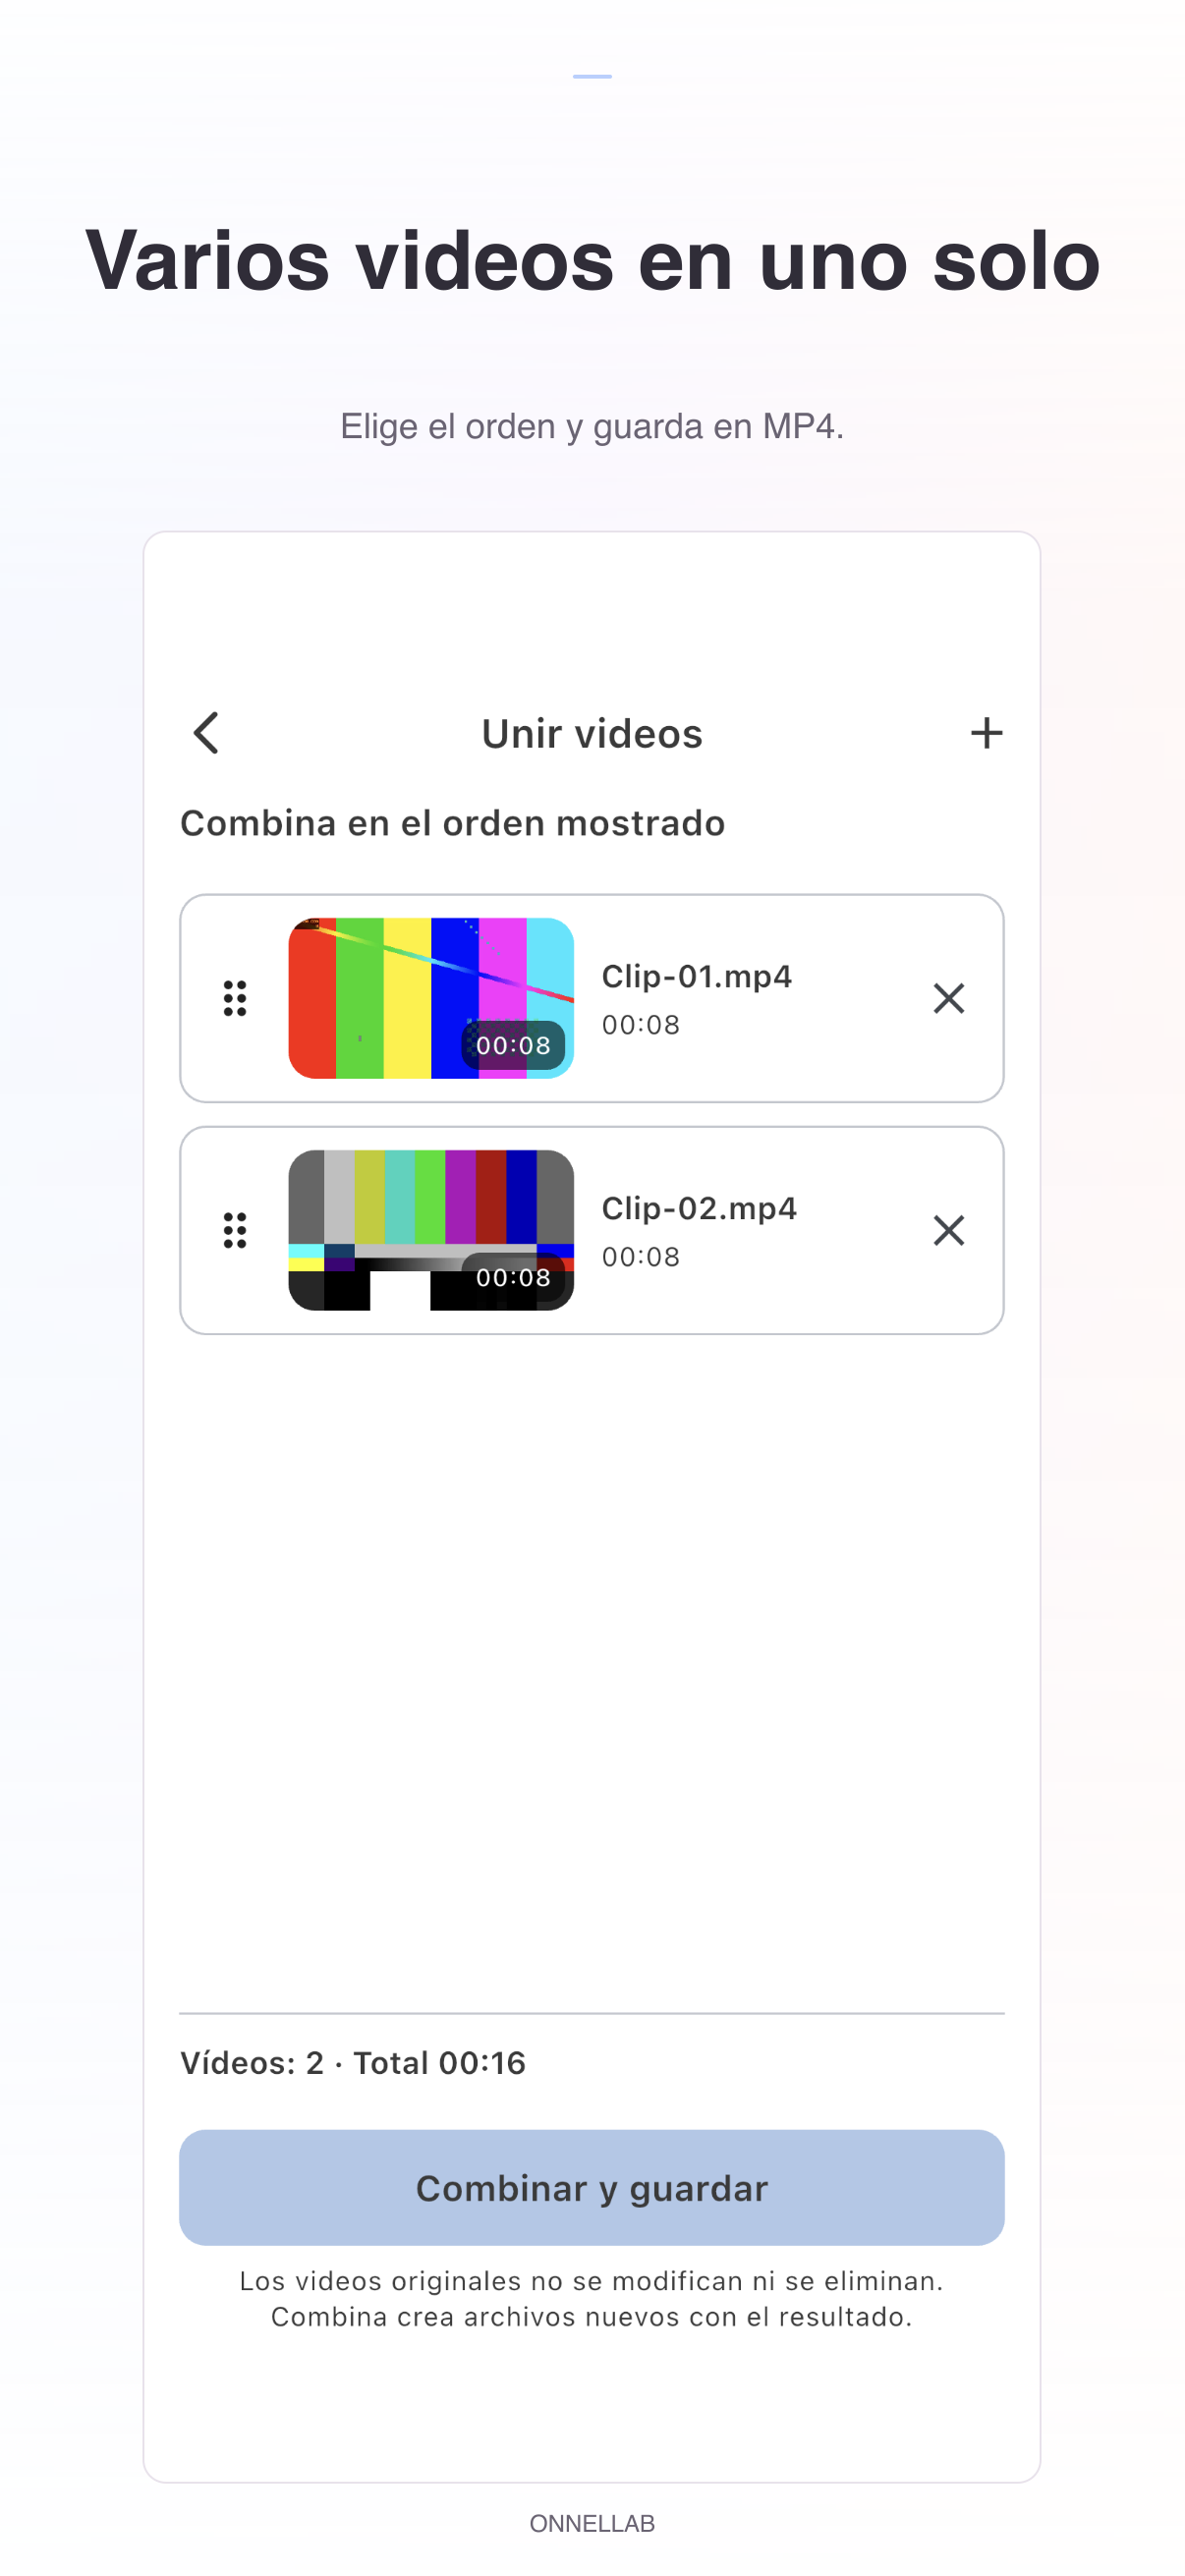 Varios videos en uno solo
Elige el orden y guarda en MP4.
Unir videos
Combina en el orden mostrado
Clip-01.mp4
00:08
00:08
Clip-02.mp4
00:08
00:08
Vídeos: 2 · Total 00:16
Combinar y guardar
Los videos originales no se modifican ni se eliminan.
Combina crea archivos nuevos con el resultado.
ONNELLAB